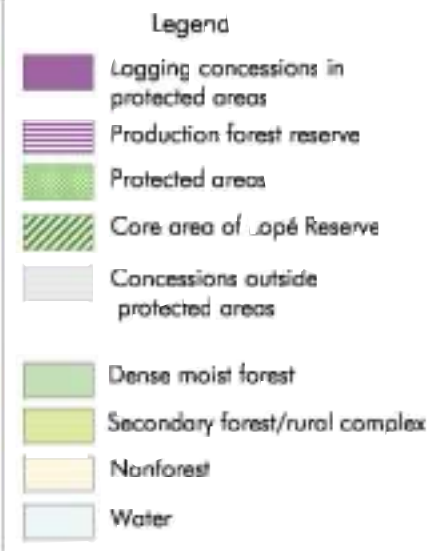 Legend
Logging concessions in
protected areas
Production forest reserve
Protected areas
Core area of Lopé Reserve
Concessions outside
protected areas
Dense moist forest
Secondary forest/rural complex
Nonforest
Water